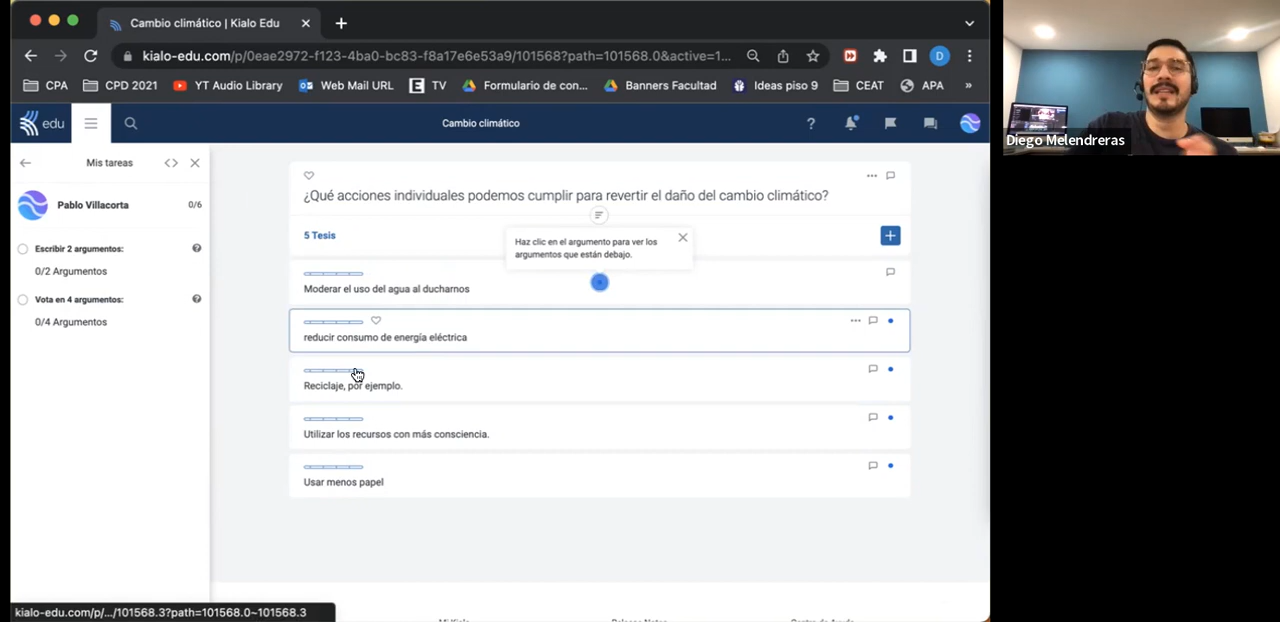 Cambio climático | Kialo Edu
kialo-edu.com/p/0eae2972-f123-4ba0-bc83-f8a17e6e53a9/101568?path=101568.0&active=1...
D
CPA
CPD 2021
YT Audio Library
Web Mail URL
TV
Formulario de con...
Banners Facultad
Ideas piso 9
CEAT
APA
»
edu
Cambio climático
?
Mis tareas
Pablo Villacorta
0/6
Escribir 2 argumentos:
0/2 Argumentos
Vota en 4 argumentos:
0/4 Argumentos
¿Qué acciones individuales podemos cumplir para revertir el daño del cambio climático?
5 Tesis
Haz clic en el argumento para ver los
argumentos que están debajo.
Moderar el uso del agua al ducharnos
reducir consumo de energía eléctrica
Reciclaje, por ejemplo.
Utilizar los recursos con más consciencia.
Usar menos papel
kialo-edu.com/p/.../101568.3?path=101568.0~101568.3
Diego Melendreras